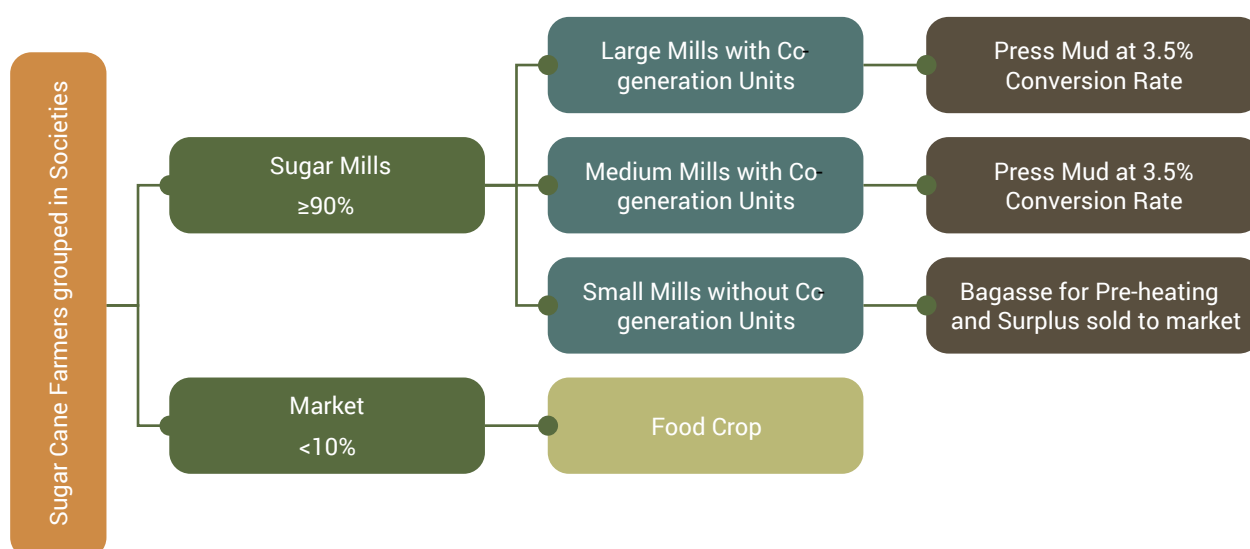 Sugar Cane Farmers grouped in Societies
Sugar Mills
≥90%
Market
<10%
Large Mills with Co-
generation Units
Medium Mills with Co-
generation Units
Small Mills without Co-
generation Units
Food Crop
Press Mud at 3.5%
Conversion Rate
Press Mud at 3.5%
Conversion Rate
Bagasse for Pre-heating
and Surplus sold to market